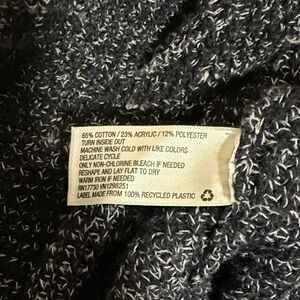 65% COTTON / 23% ACRYLIC / 12% POLYESTER
TURN INSIDE OUT
MACHINE WASH COLD WITH LIKE COLORS
DELICATE CYCLE
ONLY NON-CHLORINE BLEACH IF NEEDED
RESHAPE AND LAY FLAT TO DRY
WARM IRON IF NEEDED
RN17730 VN1298251
LABEL MADE FROM 100% RECYCLED PLASTIC